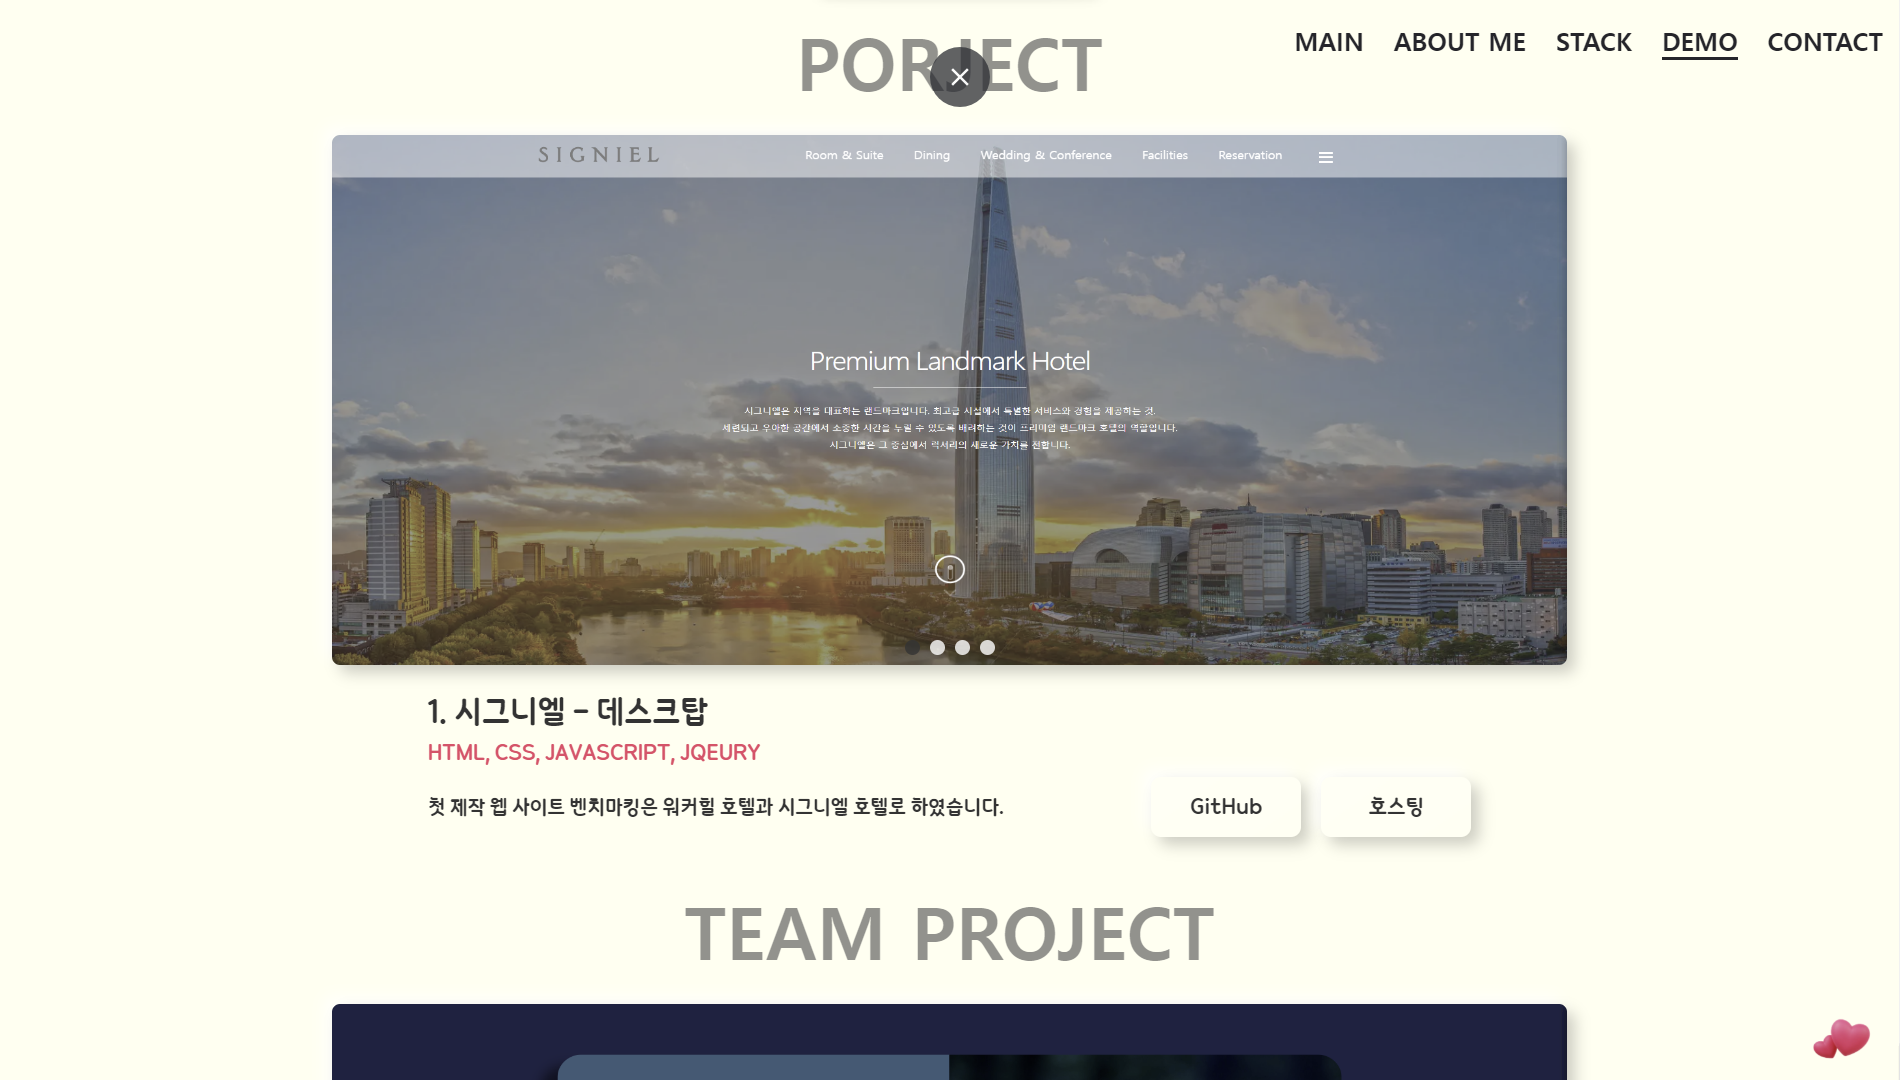 MAIN ABOUT ME STACK DEMO CONTACT
PORJECT
SIGNIEL Room & Suite Dining Wedding & Conference Facilities Reservation
Premium Landmark Hotel
시그니엘은 지역을 대표하는 랜드마크입니다. 최고급 시설에서 특별한 서비스와 경험을 제공하는 것.
세련되고 우아한 공간에서 소중한 시간을 누릴 수 있도록 배려하는 것이 프리미엄 랜드마크 호텔의 역할입니다.
시그니엘은 그 중심에서 럭셔리의 새로운 가치를 전합니다.
1. 시그니엘 - 데스크탑
HTML, CSS, JAVASCRIPT, JQEURY
첫 제작 웹 사이트 벤치마킹은 워커힐 호텔과 시그니엘 호텔로 하였습니다.
GitHub 호스팅
TEAM PROJECT